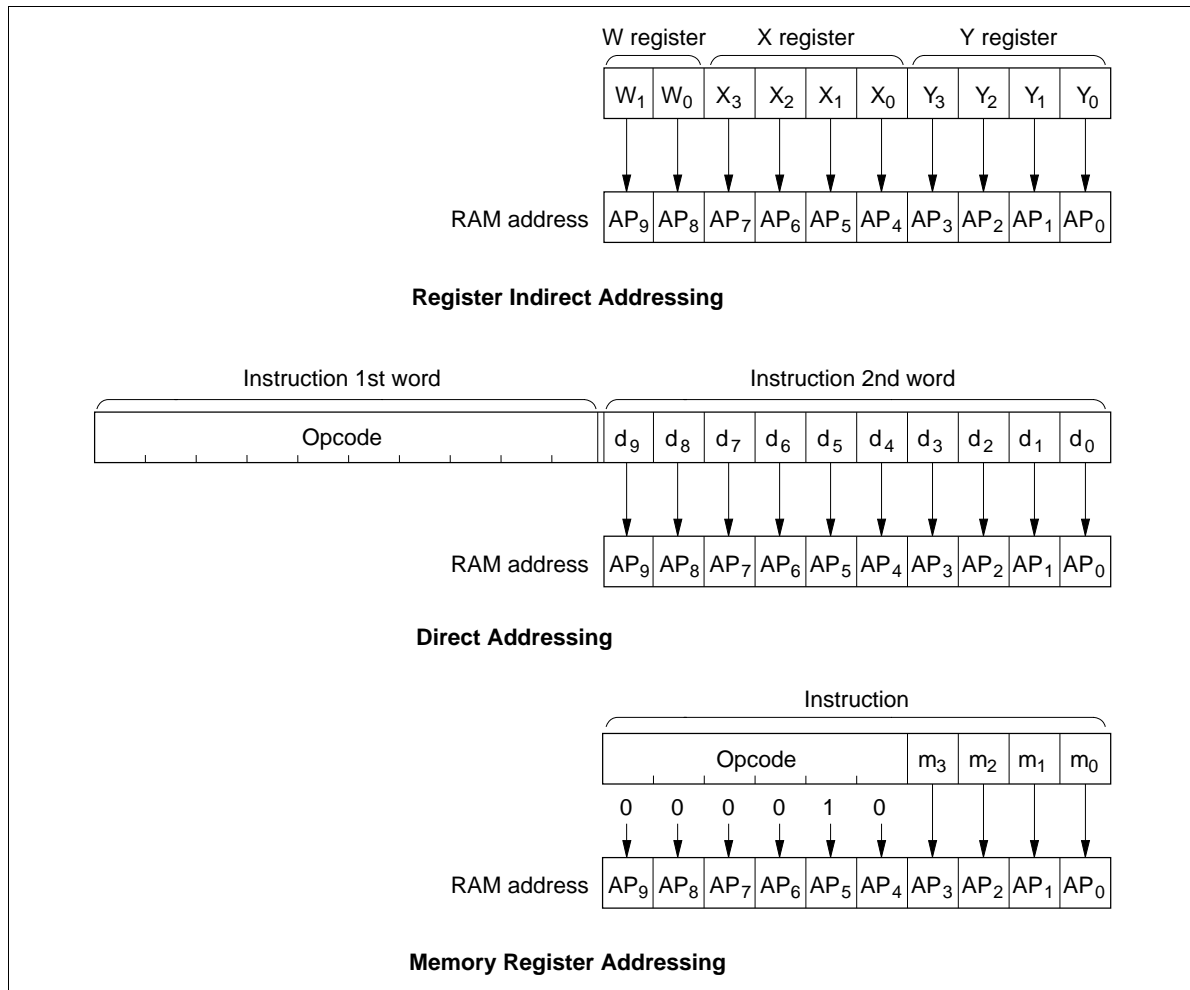 W register X register Y register
W1 W0 X3 X2 X1 X0 Y3 Y2 Y1 Y0
RAM address AP9 AP8 AP7 AP6 AP5 AP4 AP3 AP2 AP1 AP0
Register Indirect Addressing
Instruction 1st word Instruction 2nd word
Opcode d9 d8 d7 d6 d5 d4 d3 d2 d1 d0
RAM address AP9 AP8 AP7 AP6 AP5 AP4 AP3 AP2 AP1 AP0
Direct Addressing
Instruction
Opcode m3 m2 m1 m0
0 0 0 0 1 0
RAM address AP9 AP8 AP7 AP6 AP5 AP4 AP3 AP2 AP1 AP0
Memory Register Addressing